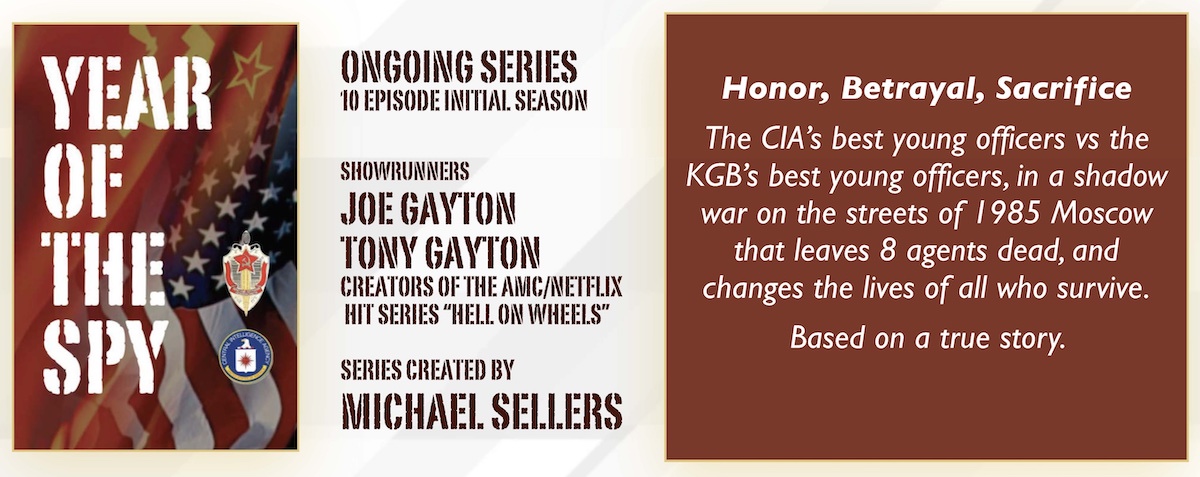 YEAR
OF
THE
SPY
CENTRAL INTELLIGENCE AGENCY
ONGOING SERIES
10 EPISODE INITIAL SEASON
SHOWRUNNERS
JOE GAYTON
TONY GAYTON
CREATORS OF THE AMC/NETFLIX
HIT SERIES “HELL ON WHEELS”
SERIES CREATED BY
MICHAEL SELLERS
Honor, Betrayal, Sacrifice
The CIA’s best young officers vs the
KGB’s best young officers, in a shadow
war on the streets of 1985 Moscow
that leaves 8 agents dead, and
changes the lives of all who survive.
Based on a true story.